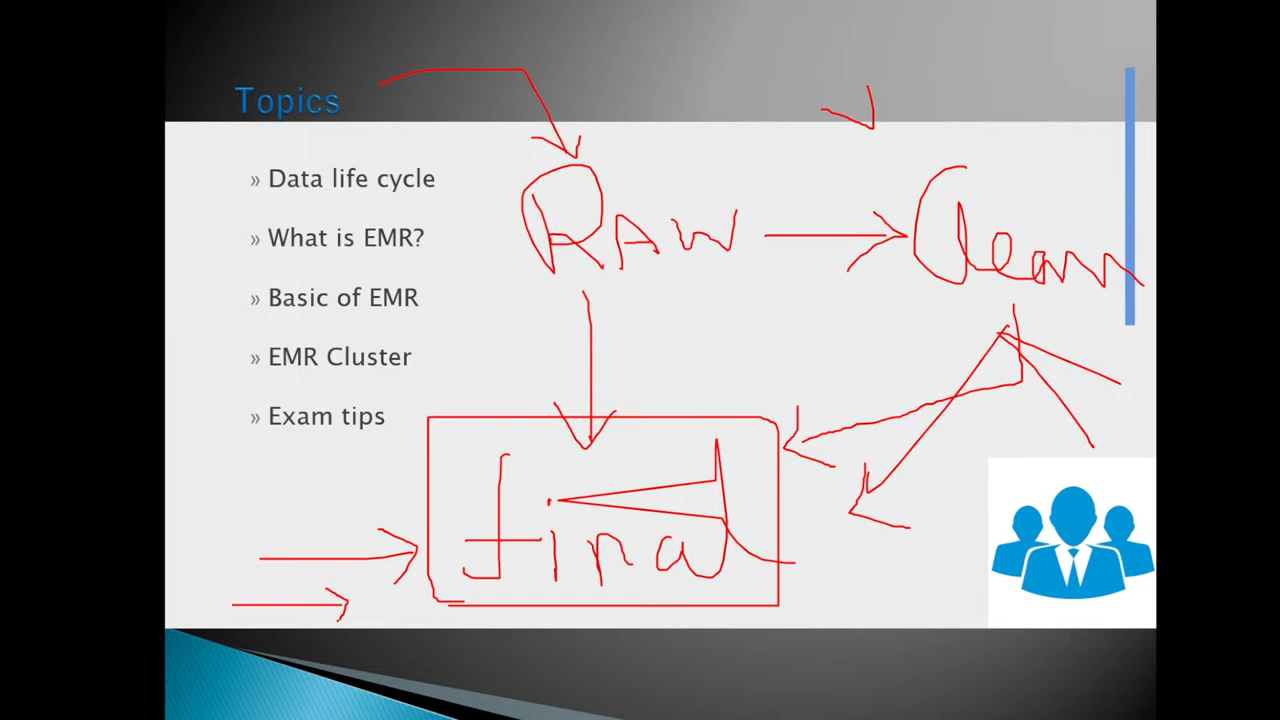 Topics
» Data life cycle
» What is EMR?
» Basic of EMR
» EMR Cluster
» Exam tips
RAW
Clean
final